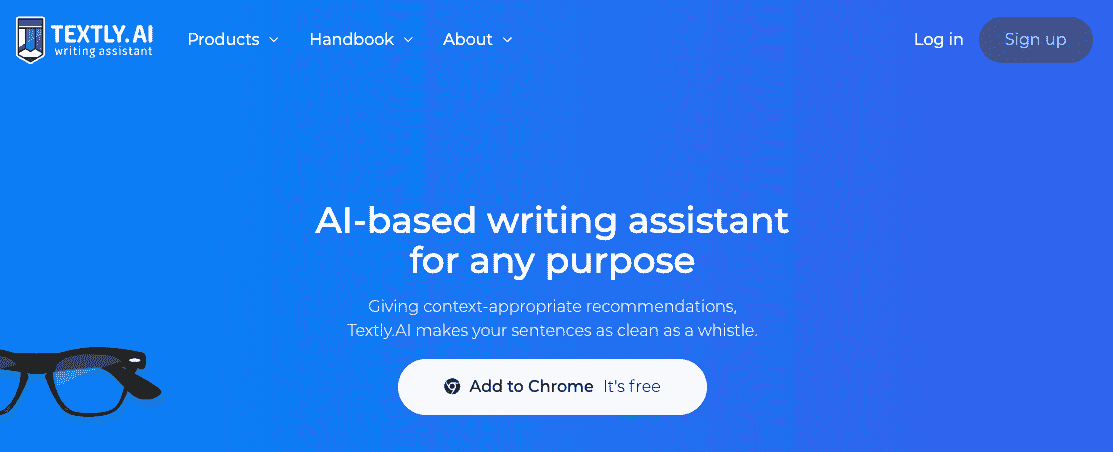 TEXTLY.AI
writing assistant
Products
Handbook
About
Log in
Sign up
AI-based writing assistant
for any purpose
Giving context-appropriate recommendations,
Textly.AI makes your sentences as clean as a whistle.
Add to Chrome It's free